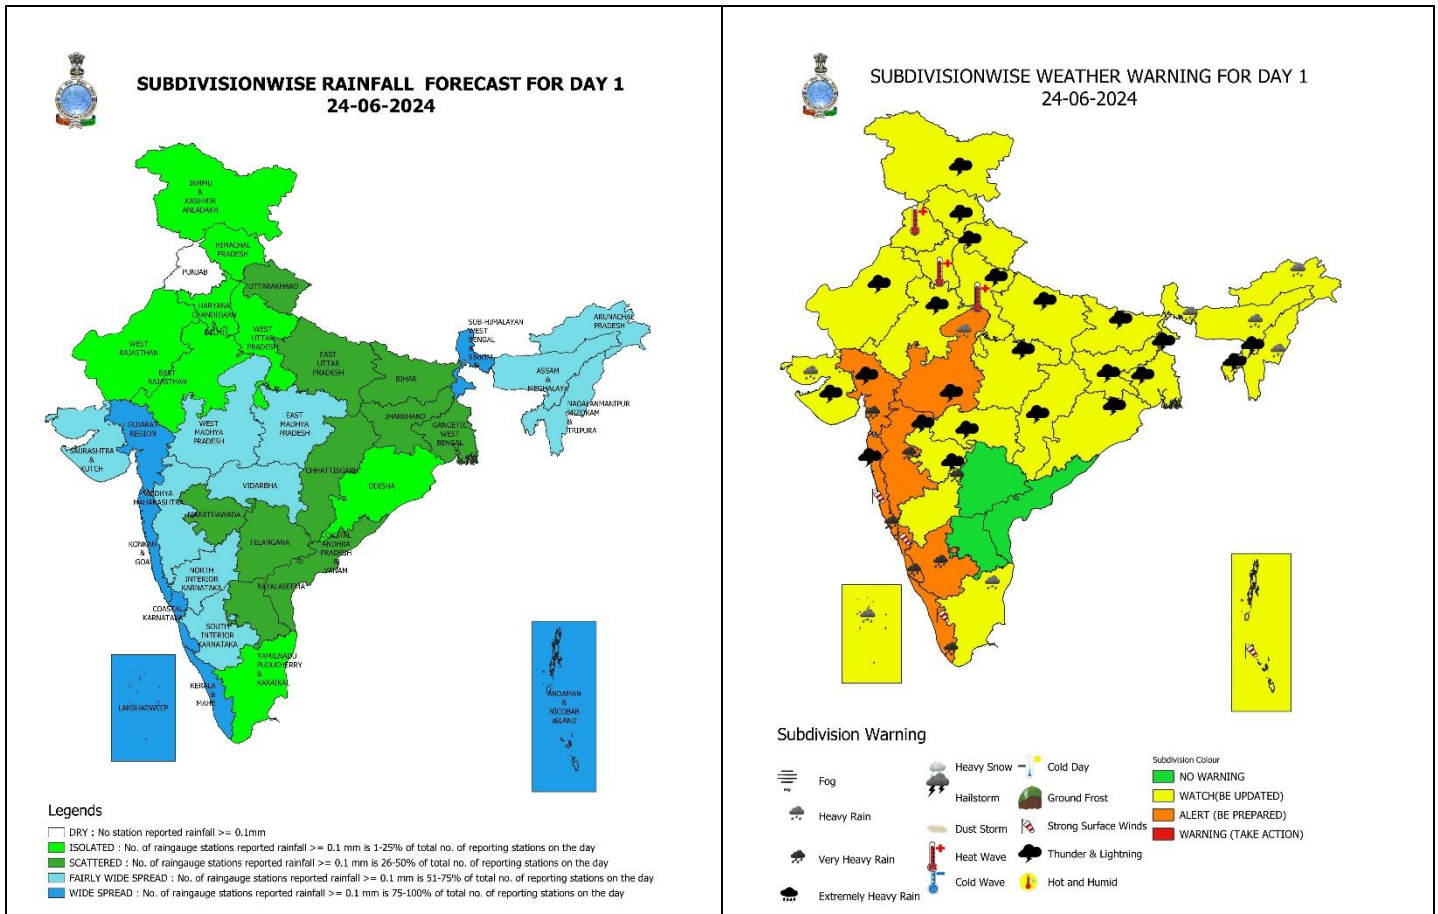 SUBDIVISIONWISE RAINFALL FORECAST FOR DAY 1
24-06-2024
JAMMU
&
KASHMIR
ANLADAKH
HIMACHAL
PRADESH
PUNJAB
UTTARAKHAND
HARYANA
CHANDIGARH
&
DELHI
WEST
UTTAR
PRADESH
WEST
RAJASTHAN
EAST
RAJASTHAN
EAST
UTTAR
PRADESH
BIHAR
SUB-HIMALAYAN
WEST
BENGAL
&
SIKKIM
ARUNACHAL
PRADESH
ASSAM
&
MEGHALAYA
NAGALANMANIPUR
MIZORAM
&
TRIPURA
JHARKHAND
GANGETIC
WEST
BENGAL
GUJARAT
REGION
SAURASHTRA
&
KUTCH
WEST
MADHYA
PRADESH
EAST
MADHYA
PRADESH
CHHATTISGARH
ODISHA
VIDARBHA
MADHYA
MAHARASHTRA
MARATHAWADA
TELANGANA
COASTAL
ANDHRA
PRADESH
&
YANAM
KONKAN
&
GOA
NORTH
INTERIOR
KARNATAKA
RAYALASEEMA
COASTAL
KARNATAKA
SOUTH
INTERIOR
KARNATAKA
TAMILNADU
PUDUCHERRY
&
KARAIKAL
KERALA
&
MAHE
LAKSHADWEEP
ANDAMAN
&
NICOBAR
ISLAND
Legends
DRY : No station reported rainfall >= 0.1mm
ISOLATED : No. of raingauge stations reported rainfall >= 0.1 mm is 1-25% of total no. of reporting stations on the day
SCATTERED : No. of raingauge stations reported rainfall >= 0.1 mm is 26-50% of total no. of reporting stations on the day
FAIRLY WIDE SPREAD : No. of raingauge stations reported rainfall >= 0.1 mm is 51-75% of total no. of reporting stations on the day
WIDE SPREAD : No. of raingauge stations reported rainfall >= 0.1 mm is 75-100% of total no. of reporting stations on the day
SUBDIVISIONWISE WEATHER WARNING FOR DAY 1
24-06-2024
Subdivision Warning
Fog
Heavy Rain
Very Heavy Rain
Extremely Heavy Rain
Heavy Snow
Hailstorm
Dust Storm
Heat Wave
Cold Wave
Cold Day
Ground Frost
Strong Surface Winds
Thunder & Lightning
Hot and Humid
Subdivision Colour
NO WARNING
WATCH(BE UPDATED)
ALERT (BE PREPARED)
WARNING (TAKE ACTION)